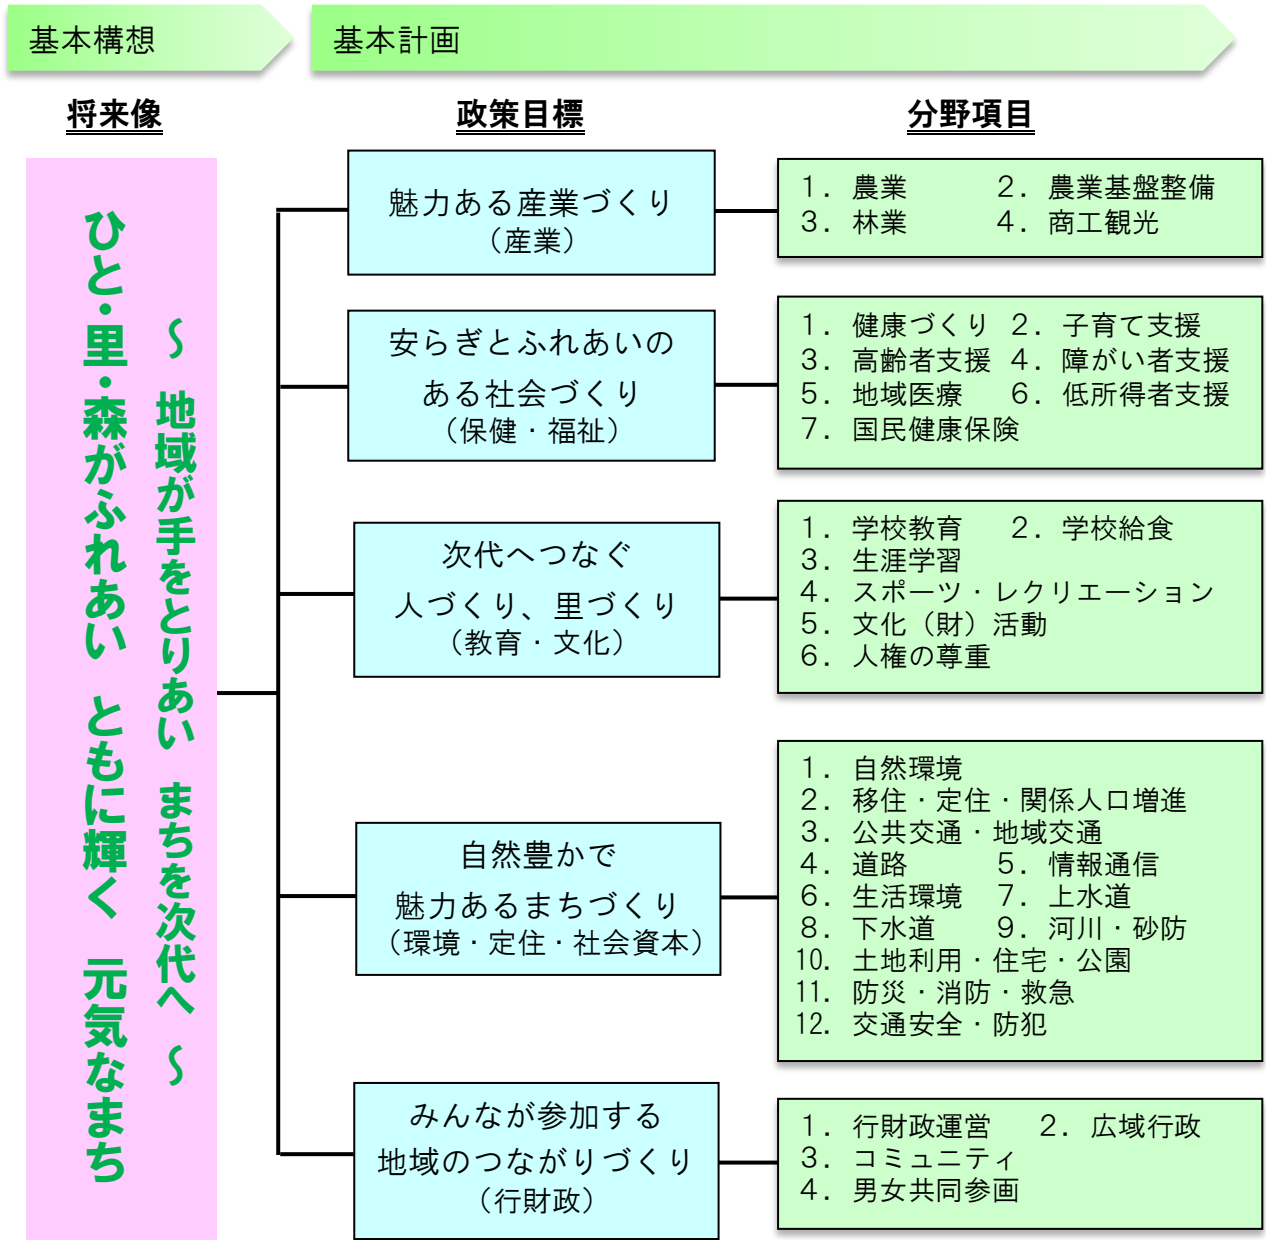 基本構想
基本計画
将来像
政策目標
分野項目
ひと・里・森がふれあい ともに輝く 元気なまち
～ 地域が手をとりあい まちを次代へ ～
魅力ある産業づくり
（産業）
1. 農業 2. 農業基盤整備
3. 林業 4. 商工観光
安らぎとふれあいの
ある社会づくり
（保健・福祉）
1. 健康づくり 2. 子育て支援
3. 高齢者支援 4. 障がい者支援
5. 地域医療 6. 低所得者支援
7. 国民健康保険
次代へつなぐ
人づくり、里づくり
（教育・文化）
1. 学校教育 2. 学校給食
3. 生涯学習
4. スポーツ・レクリエーション
5. 文化（財）活動
6. 人権の尊重
自然豊かで
魅力あるまちづくり
（環境・定住・社会資本）
1. 自然環境
2. 移住・定住・関係人口増進
3. 公共交通・地域交通
4. 道路 5. 情報通信
6. 生活環境 7. 上水道
8. 下水道 9. 河川・砂防
10. 土地利用・住宅・公園
11. 防災・消防・救急
12. 交通安全・防犯
みんなが参加する
地域のつながりづくり
（行財政）
1. 行財政運営 2. 広域行政
3. コミュニティ
4. 男女共同参画